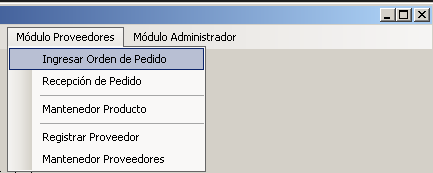 Módulo Proveedores Módulo Administrador
Ingresar Orden de Pedido
Recepción de Pedido
Mantenedor Producto
Registrar Proveedor
Mantenedor Proveedores